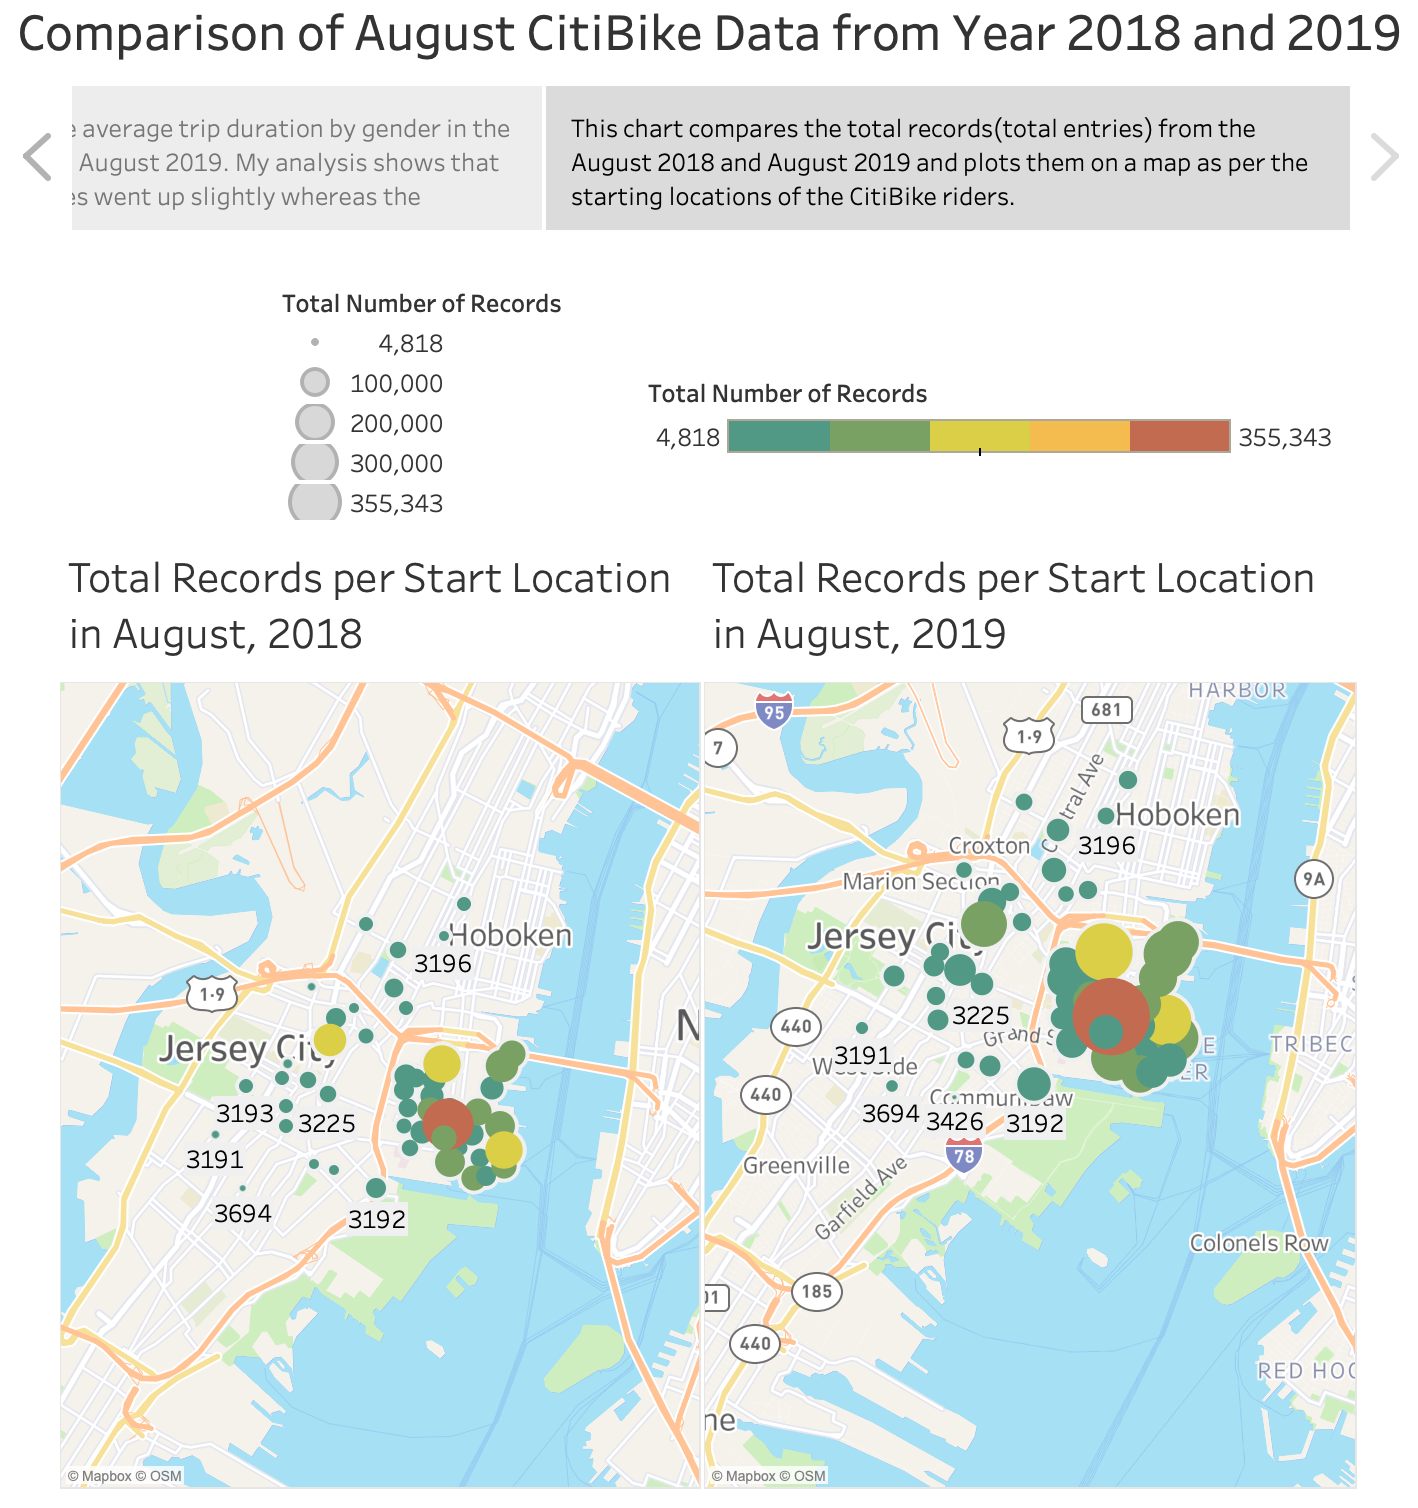 Comparison of August CitiBike Data from Year 2018 and 2019
average trip duration by gender in the
August 2019. My analysis shows that
went up slightly whereas the
This chart compares the total records(total entries) from the
August 2018 and August 2019 and plots them on a map as per the
starting locations of the CitiBike riders.
Total Number of Records
4,818
100,000
200,000
300,000
355,343
Total Number of Records
4,818
355,343
Total Records per Start Location
in August, 2018
Hoboken
3196
1·9
Jersey City
3193
3225
3191
3694
3192
N
© Mapbox © OSM
Total Records per Start Location
in August, 2019
HARBOR
95
681
1·9
7
Ave
Hoboken
3196
Croxton
Marion Section
9A
Jersey City
3225
440
Grand S
3191
West Side
TRIBEC
440
Communipaw
3694
3426
3192
78
Greenville
Garfield Ave
Colonels Row
185
01
440
RED HOO
ne
© Mapbox © OSM